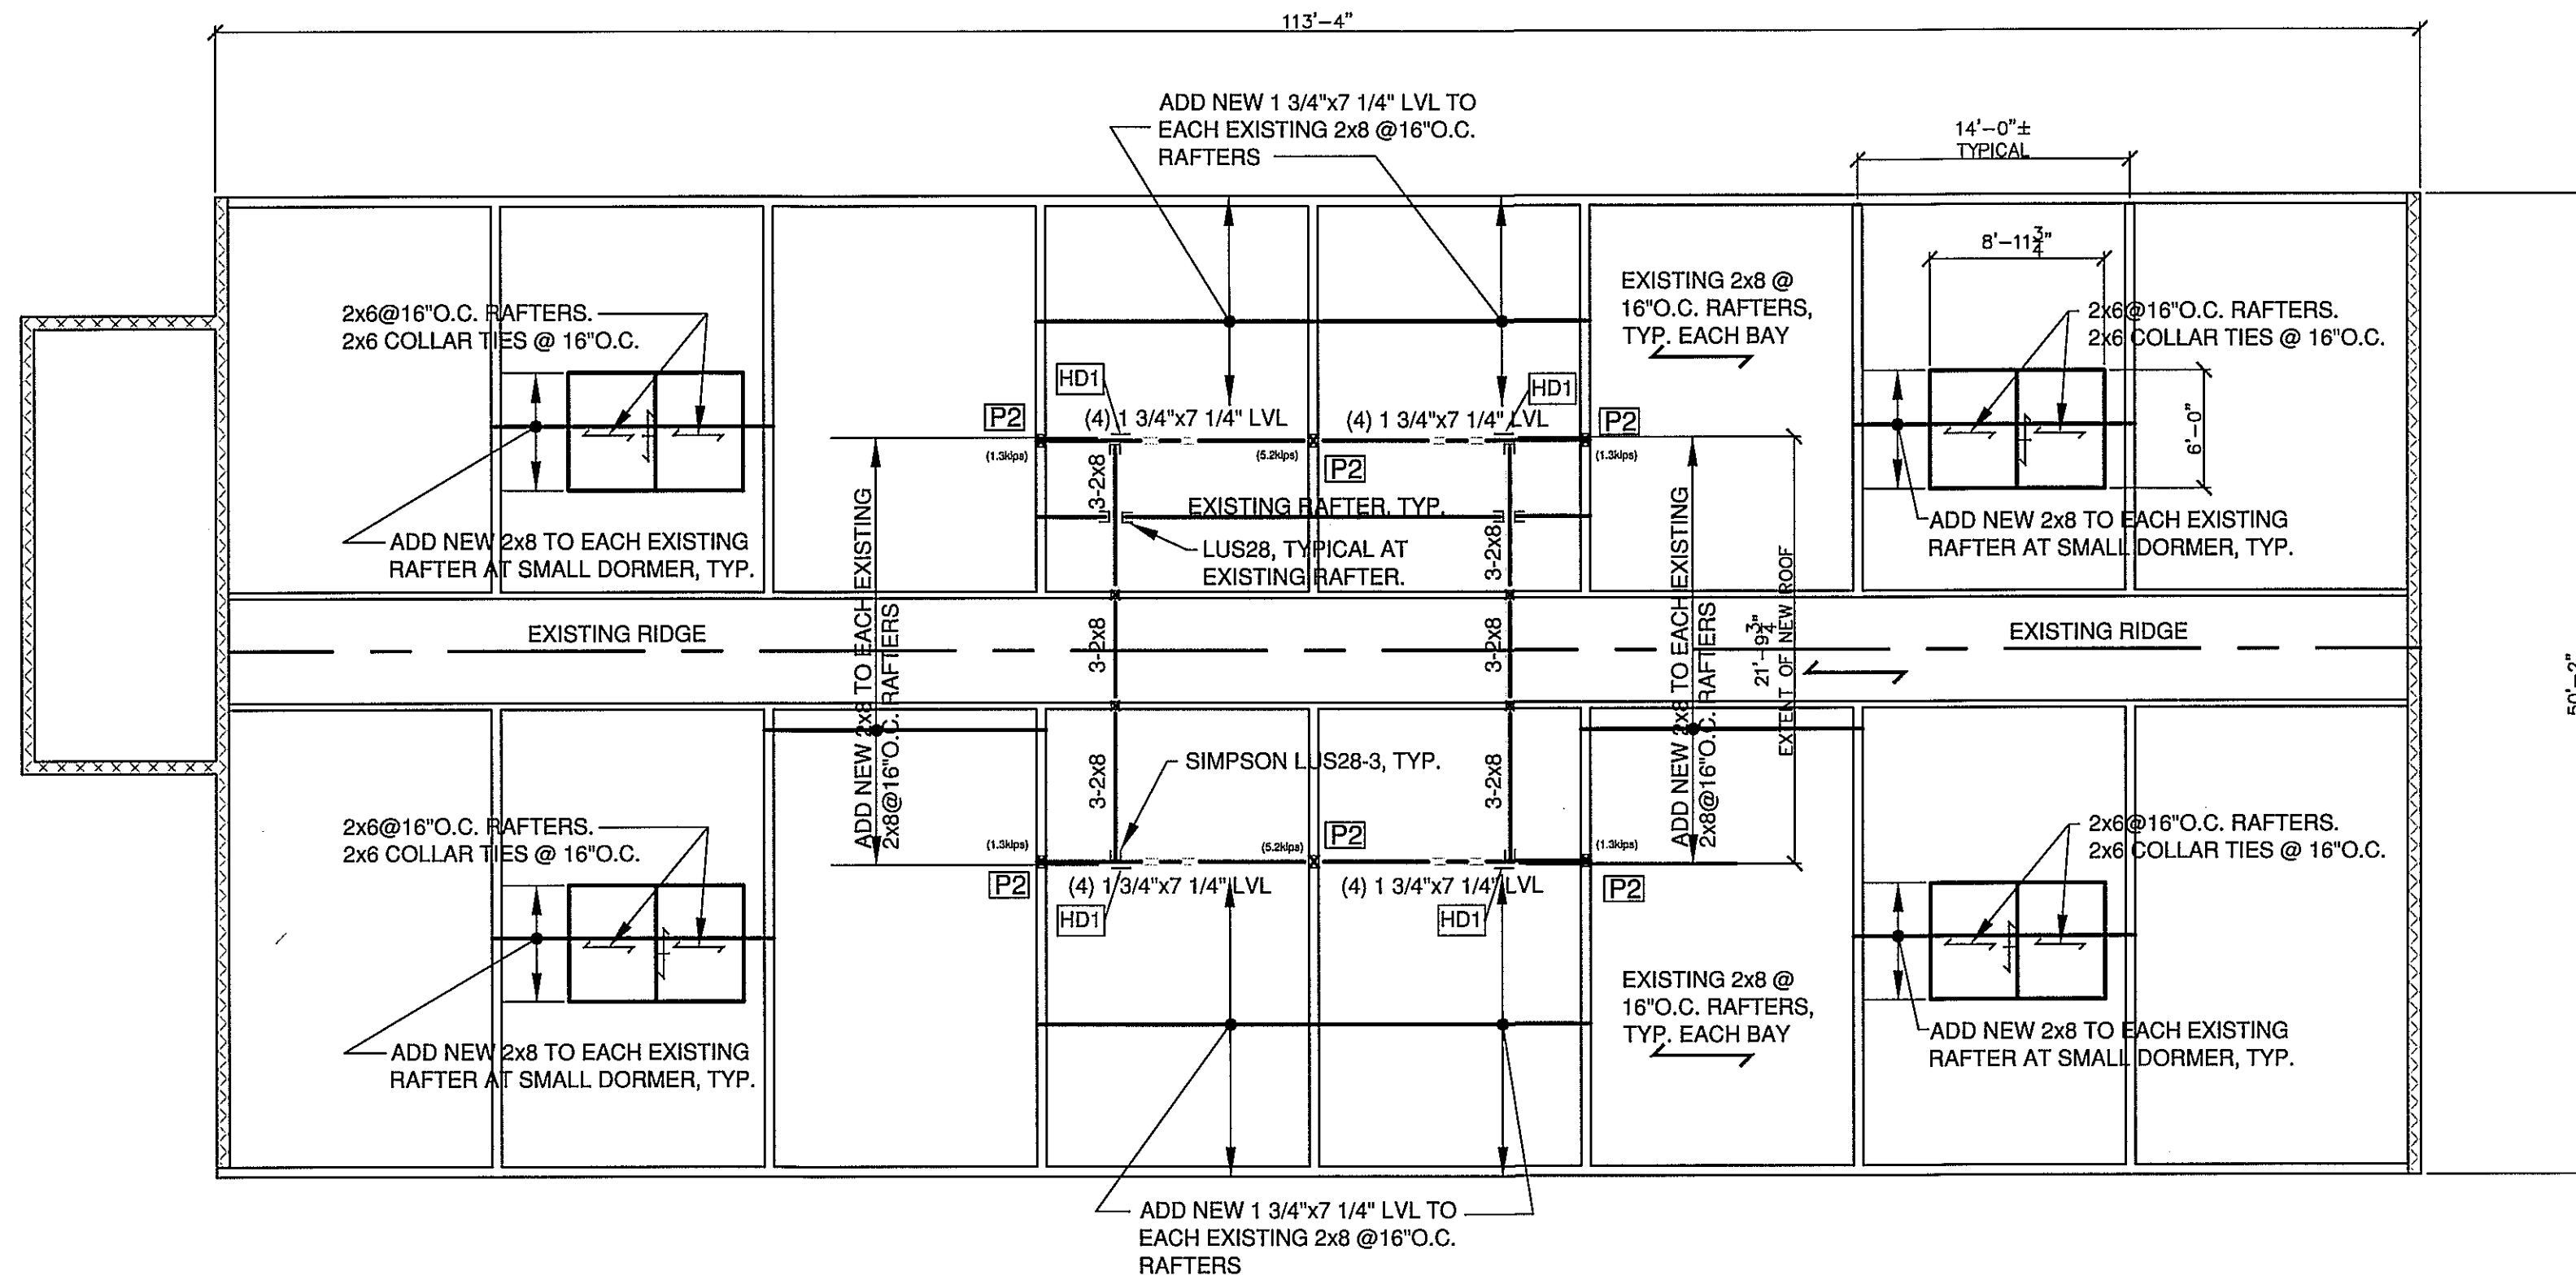 113'-4"
ADD NEW 1 3/4"x7 1/4" LVL TO
EACH EXISTING 2x8 @16"O.C.
RAFTERS
14'-0"±
TYPICAL
8'-11 3/4"
2x6@16"O.C. RAFTERS.
2x6 COLLAR TIES @ 16"O.C.
EXISTING 2x8 @
16"O.C. RAFTERS,
TYP. EACH BAY
2x6@16"O.C. RAFTERS.
2x6 COLLAR TIES @ 16"O.C.
HD1
HD1
P2
(4) 1 3/4"x7 1/4" LVL
(4) 1 3/4"x7 1/4" LVL
P2
6'-0"
(1.3kips)
(5.2kips)
P2
(1.3kips)
3-2x8
EXISTING RAFTER, TYP.
LUS28, TYPICAL AT
EXISTING RAFTER.
3-2x8
ADD NEW 2x8 TO EACH EXISTING
RAFTER AT SMALL DORMER, TYP.
ADD NEW 2x8 TO EACH EXISTING
RAFTER AT SMALL DORMER, TYP.
ADD NEW 2x8 TO EACH EXISTING
2x8@16"O.C. RAFTERS
ADD NEW 2x8 TO EACH EXISTING
2x8@16"O.C. RAFTERS
21'-9 3/4"
EXTENT OF NEW ROOF
EXISTING RIDGE
3-2x8
3-2x8
EXISTING RIDGE
50'-2"
3-2x8
SIMPSON LUS28-3, TYP.
3-2x8
2x6@16"O.C. RAFTERS.
2x6 COLLAR TIES @ 16"O.C.
(1.3kips)
(5.2kips)
P2
(1.3kips)
2x6@16"O.C. RAFTERS.
2x6 COLLAR TIES @ 16"O.C.
P2
(4) 1 3/4"x7 1/4" LVL
(4) 1 3/4"x7 1/4" LVL
P2
HD1
HD1
EXISTING 2x8 @
16"O.C. RAFTERS,
TYP. EACH BAY
ADD NEW 2x8 TO EACH EXISTING
RAFTER AT SMALL DORMER, TYP.
ADD NEW 2x8 TO EACH EXISTING
RAFTER AT SMALL DORMER, TYP.
ADD NEW 1 3/4"x7 1/4" LVL TO
EACH EXISTING 2x8 @16"O.C.
RAFTERS